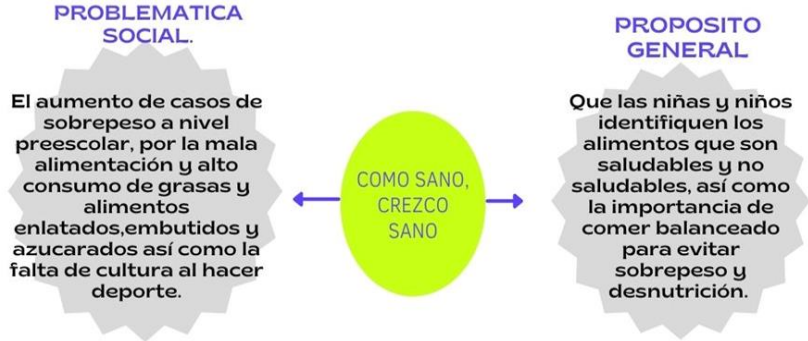 PROBLEMATICA
SOCIAL.
El aumento de casos de
sobrepeso a nivel
preescolar, por la mala
alimentación y alto
consumo de grasas y
alimentos
enlatados,embutidos y
azucarados así como la
falta de cultura al hacer
deporte.
COMO SANO,
CREZCO
SANO
PROPOSITO
GENERAL
Que las niñas y niños
identifiquen los
alimentos que son
saludables y no
saludables, así como
la importancia de
comer balanceado
para evitar
sobrepeso y
desnutrición.